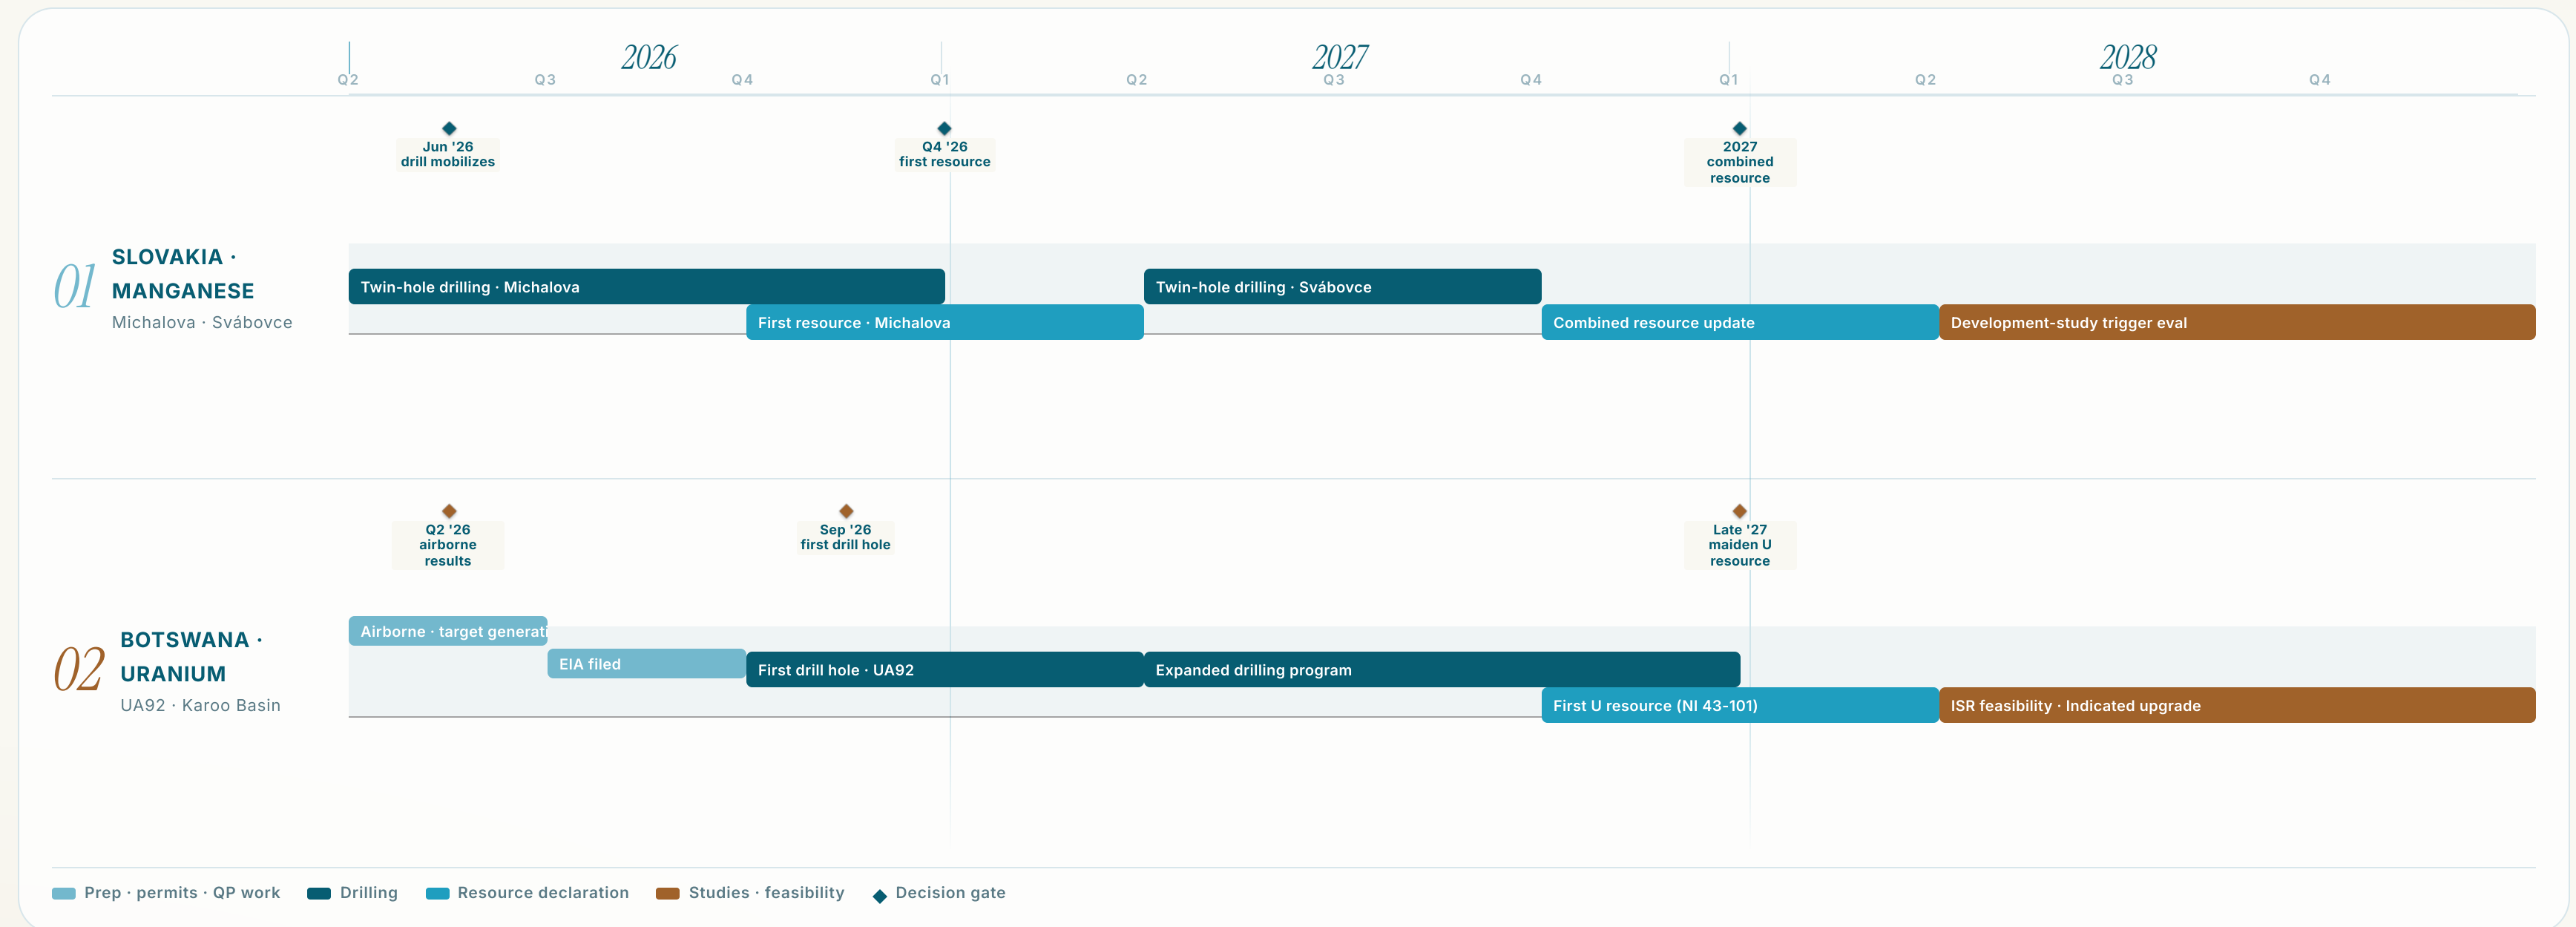 2026
2027
2028
Q2
Q3
Q4
Q1
Q2
Q3
Q4
Q1
Q2
Q3
Q4
Jun '26
drill mobilizes
Q4 '26
first resource
2027
combined
resource
01
SLOVAKIA ·
MANGANESE
Michalova · Svábovce
Twin-hole drilling · Michalova
Twin-hole drilling · Svábovce
First resource · Michalova
Combined resource update
Development-study trigger eval
Q2 '26
airborne
results
Sep '26
first drill hole
Late '27
maiden U
resource
02
BOTSWANA ·
URANIUM
UA92 · Karoo Basin
Airborne · target generati
EIA filed
First drill hole · UA92
Expanded drilling program
First U resource (NI 43-101)
ISR feasibility · Indicated upgrade
Prep · permits · QP work
Drilling
Resource declaration
Studies · feasibility
Decision gate